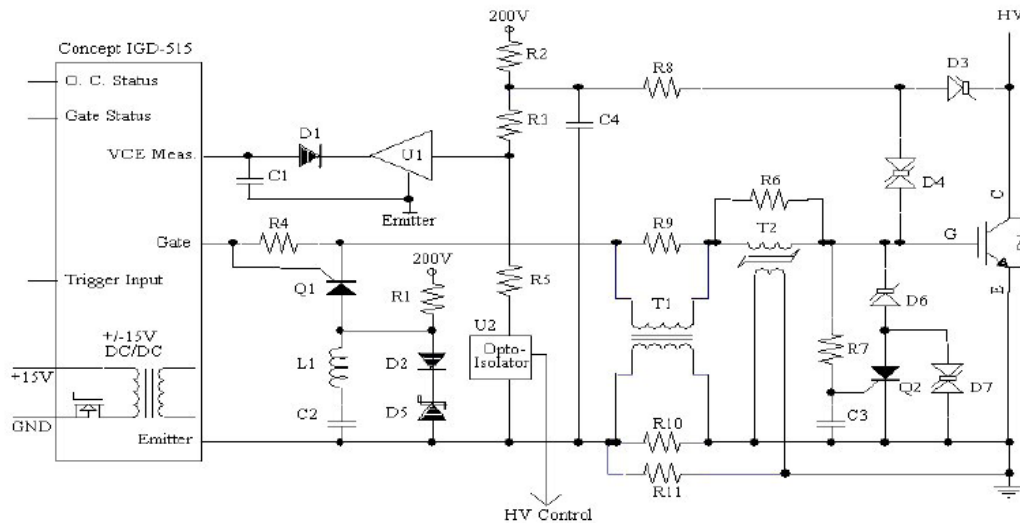 200V
HV
Concept IGD-515
R2
O. C. Status
R8
D3
Gate Status
R3
C4
D1
VCE Meas.
U1
C1
R6
D4
C
Emitter
T2
R4
R9
Gate
G
200V
Trigger Input
Q1
R1
R5
T1
D6
E
+/-15V
DC/DC
U2
Opto-
Isolator
L1
D2
R7
+15V
Q2
D7
C2
D5
C3
GND
Emitter
R10
R11
HV Control